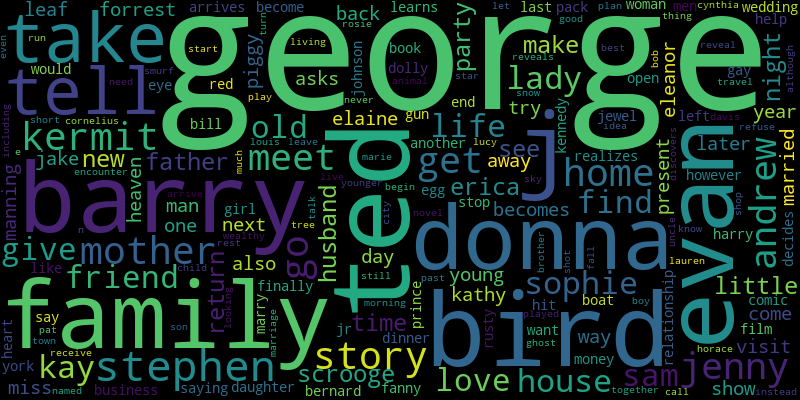 leaf forrest arrives become back learns party last pack woman plan cynthia wedding
even run take george start living rosie turn let men help
tell piggy asks book make good thing
would eye red play dolly johnson lady star reveals bob open gay night
need smurf bill gun end try snow best reveal although
including short cornelius never animal
kermit old elaine life j kennedy jewel idea eleanor year
louis leave meet another see realizes left davis travel
jake new father much ted marie get away lucy home present later refuse
e encounter heaven husband egg erica sky discovers however
manning barry live younger stop find evan andrew married
man girl arrive begin becomes harry
one next talk city donna novel tree shop
give mother n wealthy go day sophie uncle know decides
like friend return rest also still young brother shot fall lauren little
say child looking finally morning past bird kathy hit boat boy relationship comic
family son marry prince rusty played want way film come
heart pat town jr time dinner ghost money horace visit
york receive marriage story
kay stephen scrooge love house together sam jenny
miss named business saying daughter bernard fanny call show instead